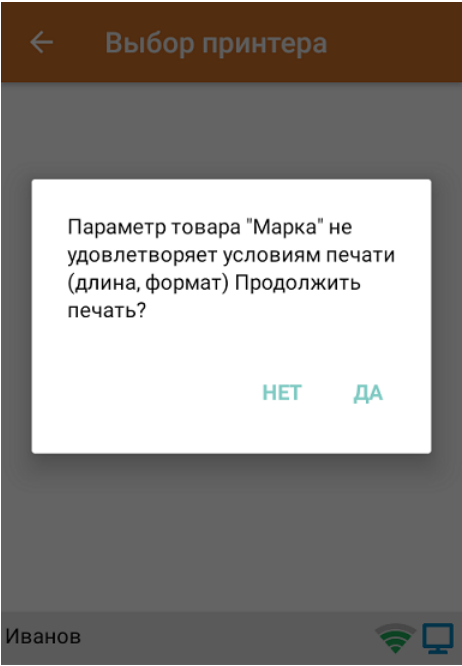 Выбор принтера
Параметр товара "Марка" не
удовлетворяет условиям печати
(длина, формат) Продолжить
печать?
НЕТ ДА
Иванов